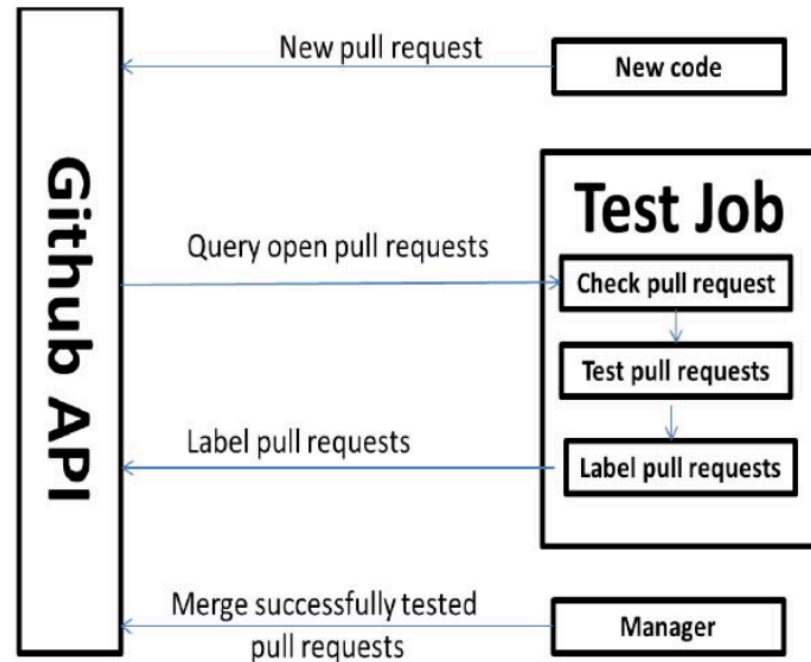 Github API
New pull request
New code
Test Job
Query open pull requests
Check pull request
Test pull requests
Label pull requests
Label pull requests
Merge successfully tested
pull requests
Manager